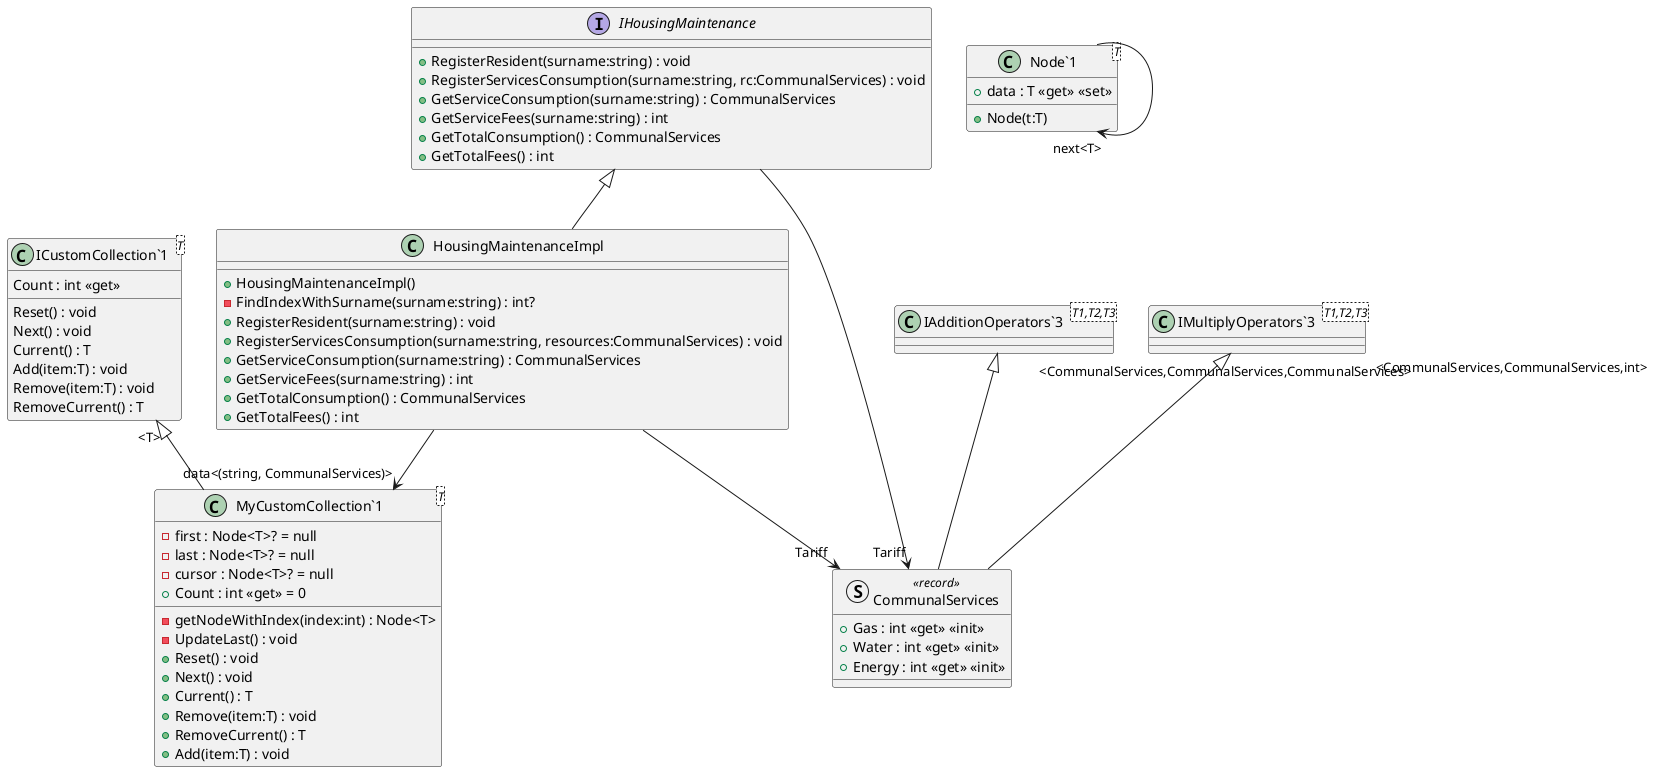 I IHousingMaintenance
RegisterResident(surname:string) : void
RegisterServicesConsumption(surname:string, rc:CommunalServices) : void
GetServiceConsumption(surname:string) : CommunalServices
GetServiceFees(surname:string) : int
GetTotalConsumption() : CommunalServices
GetTotalFees() : int
C Node`1 T
data : T «get» «set»
Node(t:T)
next<T>
C ICustomCollection`1 T
Count : int «get»
Reset() : void
Next() : void
Current() : T
Add(item:T) : void
Remove(item:T) : void
RemoveCurrent() : T
<T>
C HousingMaintenanceImpl
HousingMaintenanceImpl()
FindIndexWithSurname(surname:string) : int?
RegisterResident(surname:string) : void
RegisterServicesConsumption(surname:string, resources:CommunalServices) : void
GetServiceConsumption(surname:string) : CommunalServices
GetServiceFees(surname:string) : int
GetTotalConsumption() : CommunalServices
GetTotalFees() : int
C IAdditionOperators`3 T1,T2,T3
<CommunalServices,CommunalServices,CommunalServices>
C IMultiplyOperators`3 T1,T2,T3
<CommunalServices,CommunalServices,int>
data<(string, CommunalServices)>
Tariff
Tariff
C MyCustomCollection`1 T
first : Node<T>? = null
last : Node<T>? = null
cursor : Node<T>? = null
Count : int «get» = 0
getNodeWithIndex(index:int) : Node<T>
UpdateLast() : void
Reset() : void
Next() : void
Current() : T
Remove(item:T) : void
RemoveCurrent() : T
Add(item:T) : void
S «record»
CommunalServices
Gas : int «get» «init»
Water : int «get» «init»
Energy : int «get» «init»